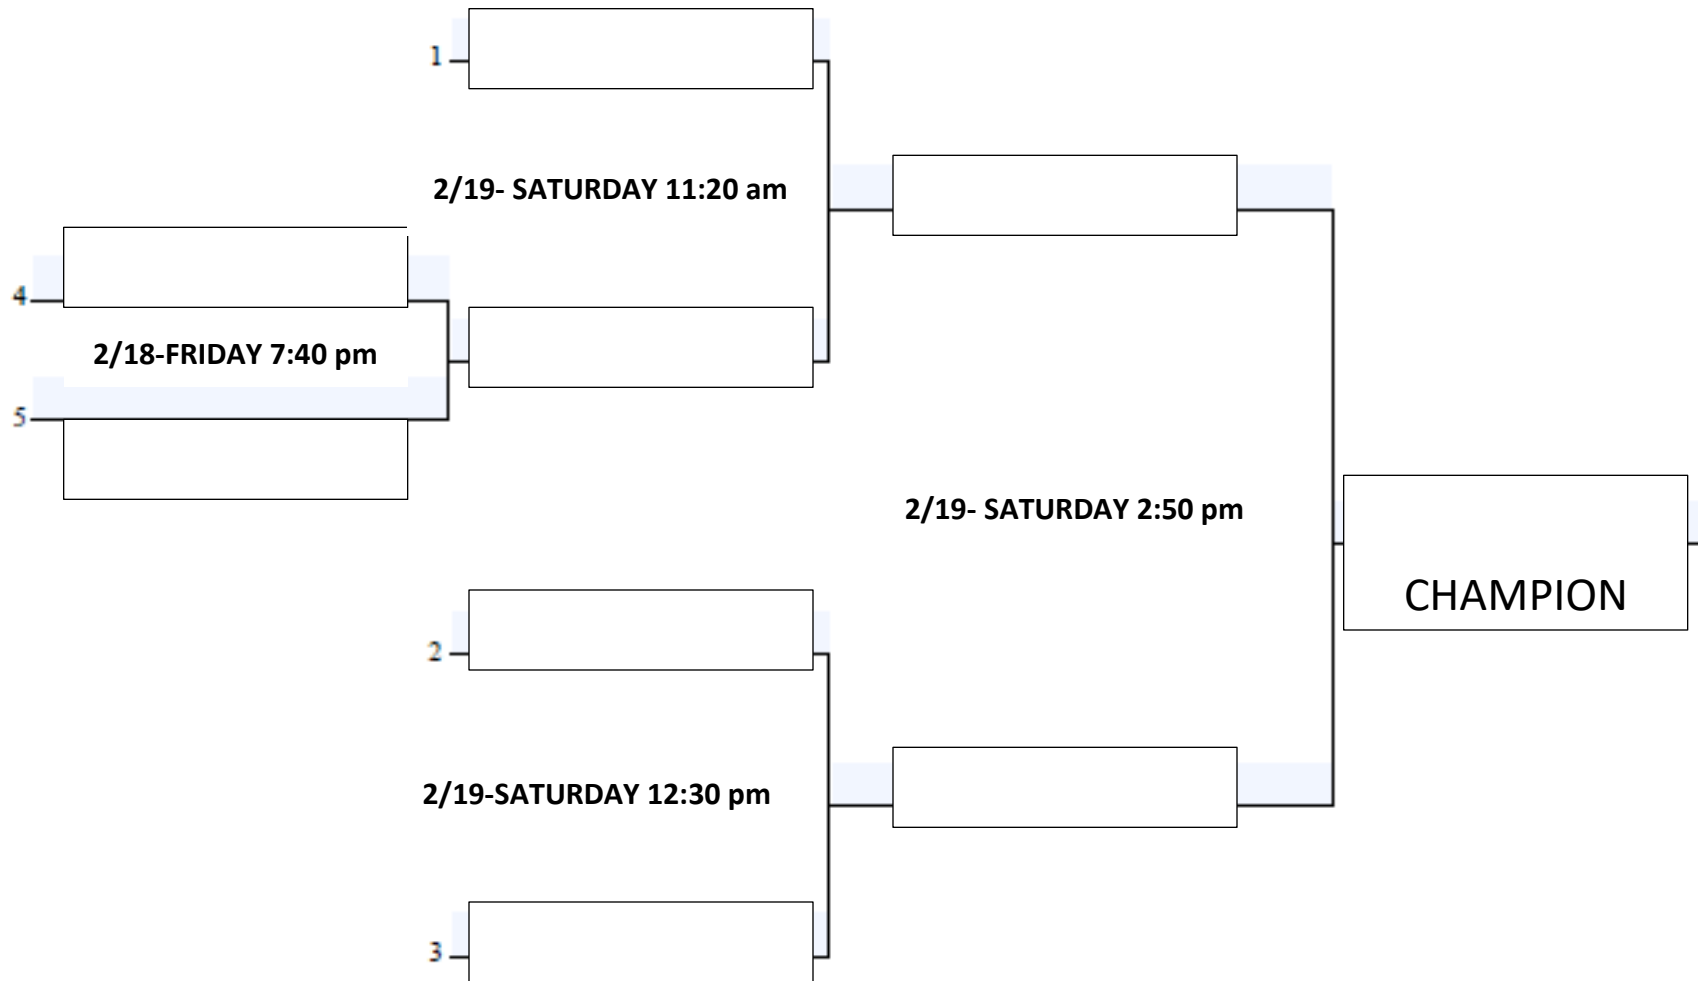 1
2/19- SATURDAY 11:20 am
4
2/18-FRIDAY 7:40 pm
5
2/19- SATURDAY 2:50 pm
CHAMPION
2
2/19-SATURDAY 12:30 pm
3